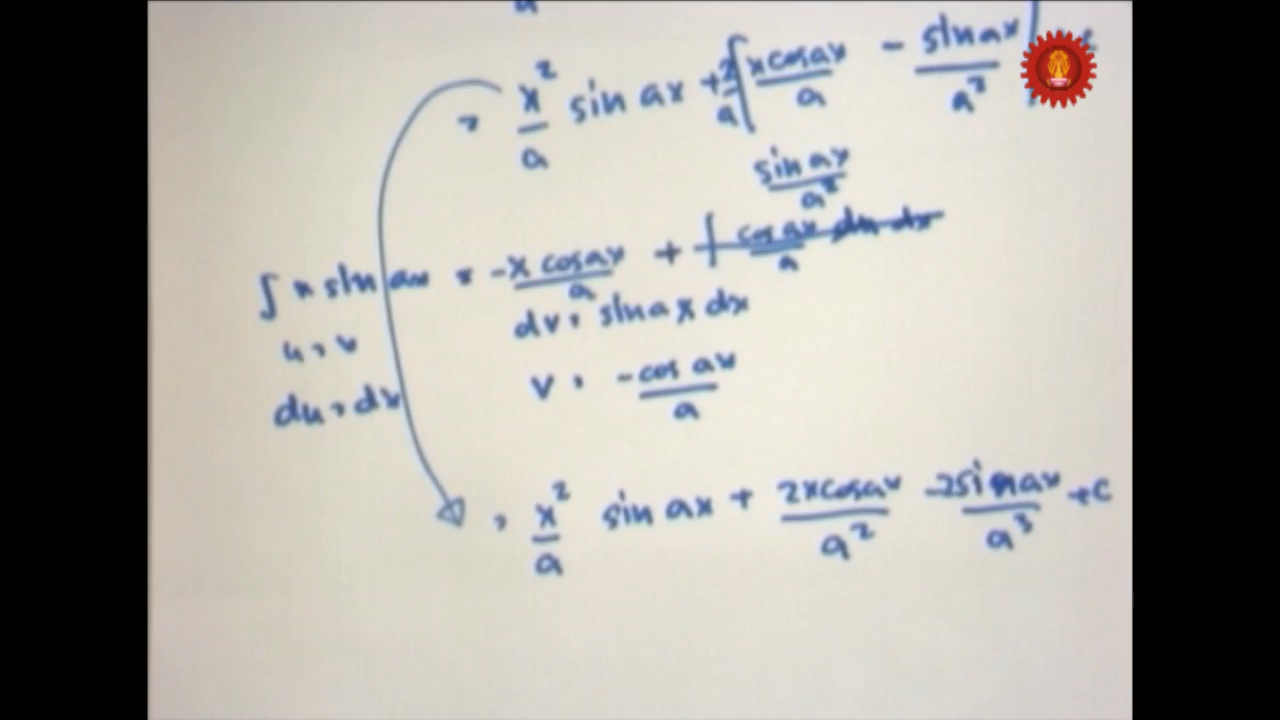 = x²/a sin ax + 2/a [ x cos ax / a - sin ax / a² ] + c
sin ax / a²
∫ x sin ax = -x cos ax / a + ∫ cos ax / a du dx
u = x dv = sin ax dx
du = dx v = -cos ax / a
= x²/a sin ax + 2x cos ax / a² - 2 sin ax / a³ + c